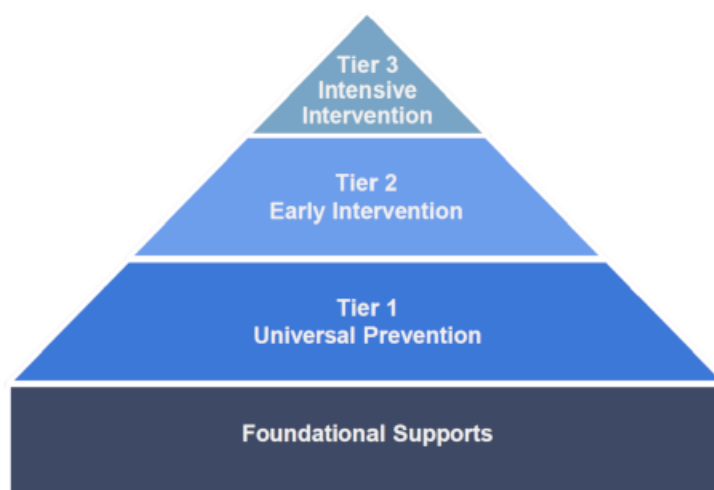 Tier 3
Intensive
Intervention
Tier 2
Early Intervention
Tier 1
Universal Prevention
Foundational Supports